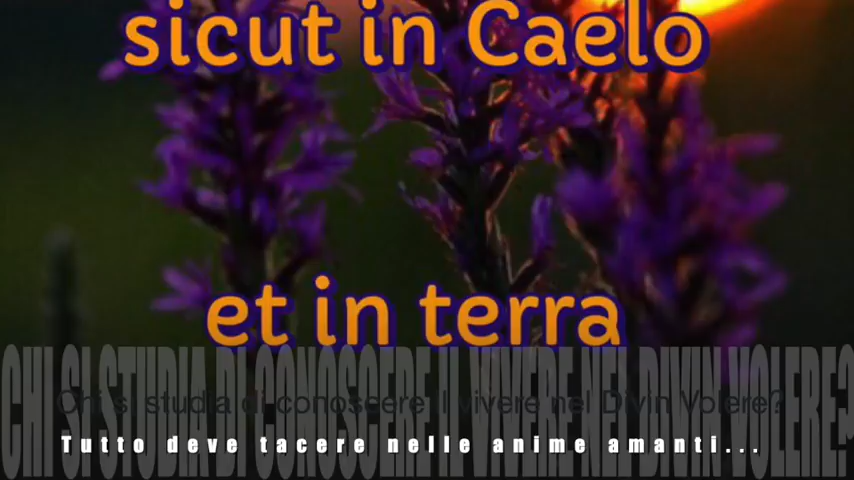 sicut in Caelo
et in terra
CHI SI STUDIA DI CONOSCERE IL VIVERE NEL DIVIN VOLERE?
Chi si studia di conoscere il vivere nel Divin Volere?
Tutto deve tacere nelle anime amanti...